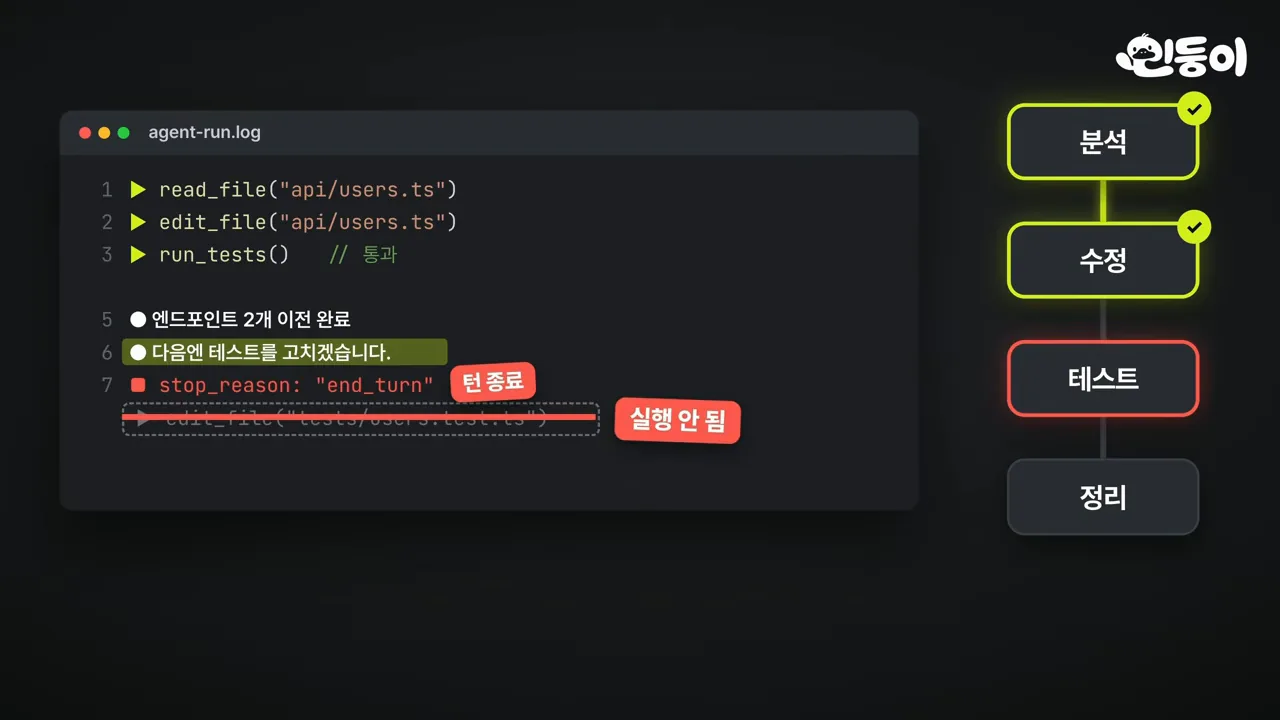 인둥이
agent-run.log
1 ▶ read_file("api/users.ts")
2 ▶ edit_file("api/users.ts")
3 ▶ run_tests() // 통과
5 ● 엔드포인트 2개 이전 완료
6 ● 다음엔 테스트를 고치겠습니다.
7 ■ stop_reason: "end_turn" 턴 종료
▶ edit_file("tests/users.test.ts") 실행 안 됨
분석
수정
테스트
정리